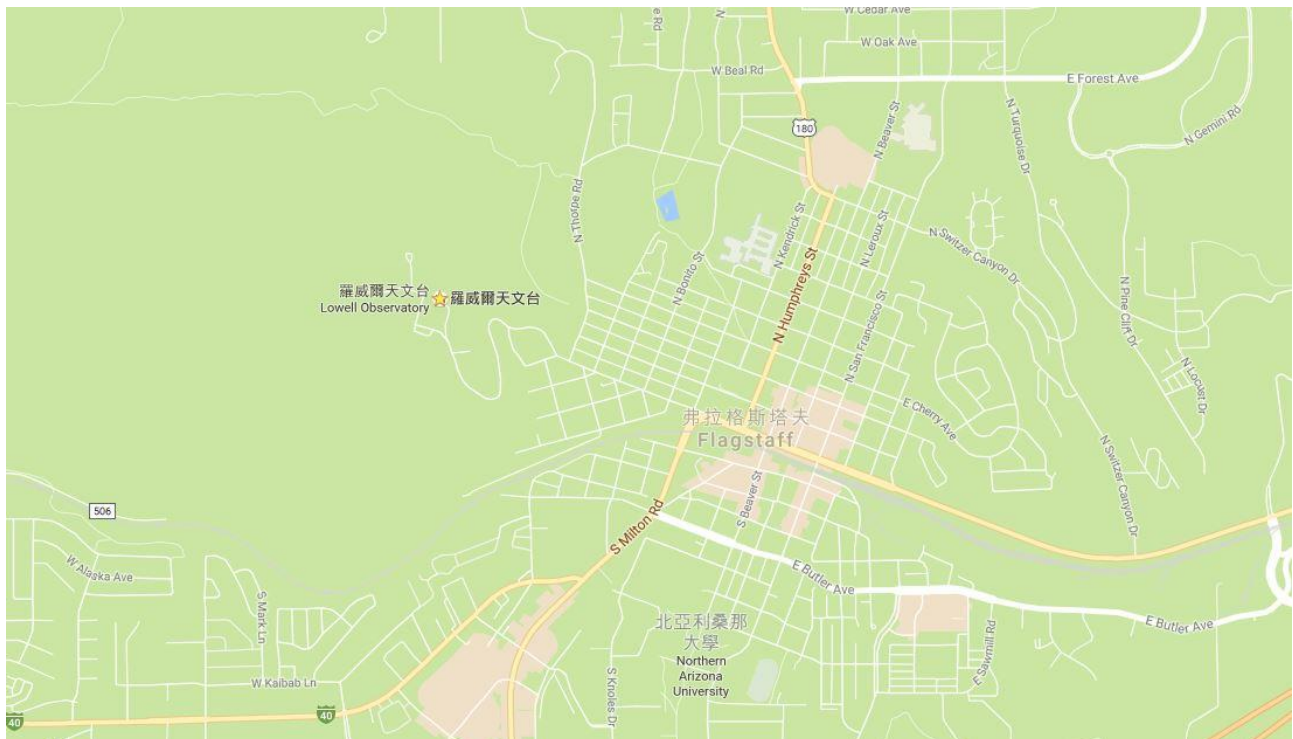 W Cedar Ave
W Oak Ave
W Beal Rd
E Forest Ave
180
N Beaver St
N Turquoise Dr
N Gemini Rd
N Thorpe Rd
N Kendrick St
N Leroux St
N Switzer Canyon Dr
N Bonito St
羅威爾天文台
Lowell Observatory
羅威爾天文台
N Humphreys St
N San Francisco St
N Pine Cliff Dr
N Locust Dr
弗拉格斯塔夫
Flagstaff
E Cherry Ave
N Switzer Canyon Dr
506
S Milton Rd
S Beaver St
W Alaska Ave
S Mark Ln
E Butler Ave
E Butler Ave
北亞利桑那
大學
Northern
Arizona
University
E Sawmill Rd
W Kaibab Ln
S Knoles Dr
40
40